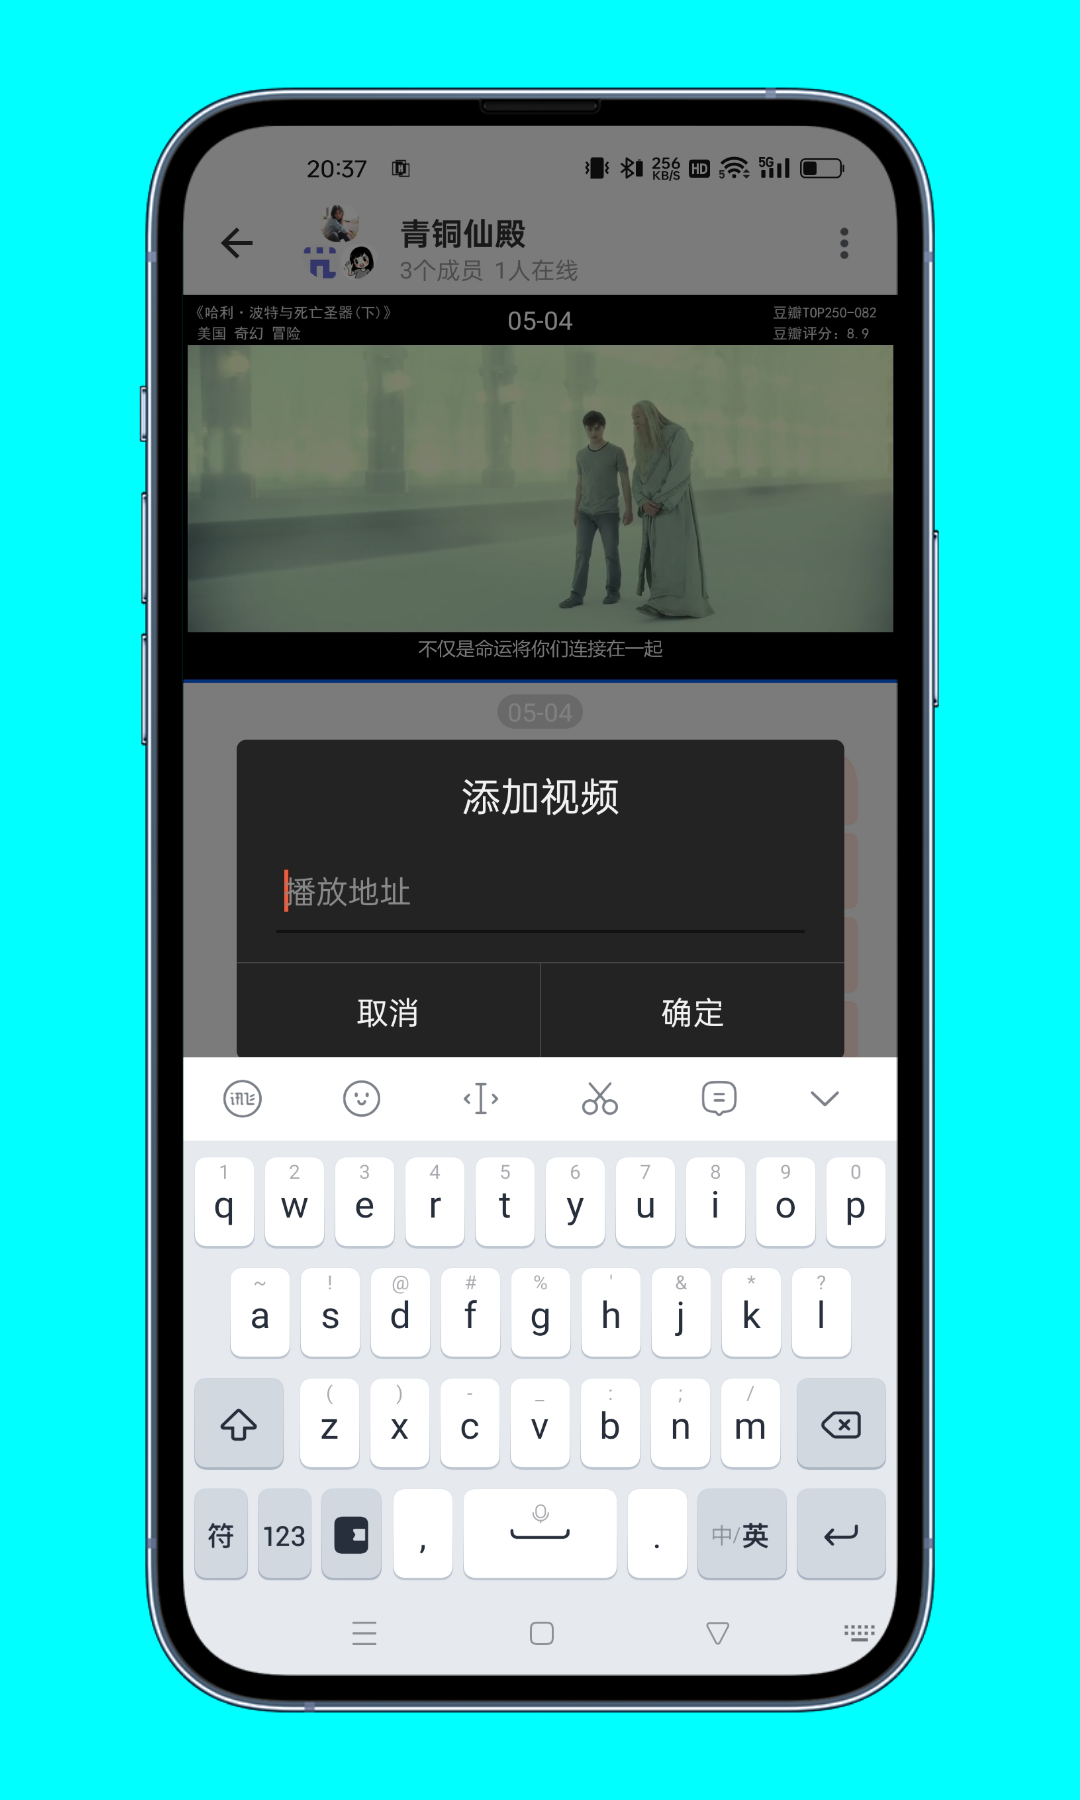 20:37
256 KB/S HD 5 5G
青铜仙殿
3个成员 1人在线
《哈利·波特与死亡圣器(下)》 05-04 豆瓣TOP250-082
美国 奇幻 冒险 豆瓣评分: 8.9
不仅是命运将你们连接在一起
05-04
添加视频
播放地址
取消 确定
1 2 3 4 5 6 7 8 9 0
q w e r t y u i o p
~ ! @ # % ' & * ?
a s d f g h j k l
( ) - _ : ; /
z x c v b n m
符 123 , . 中/英